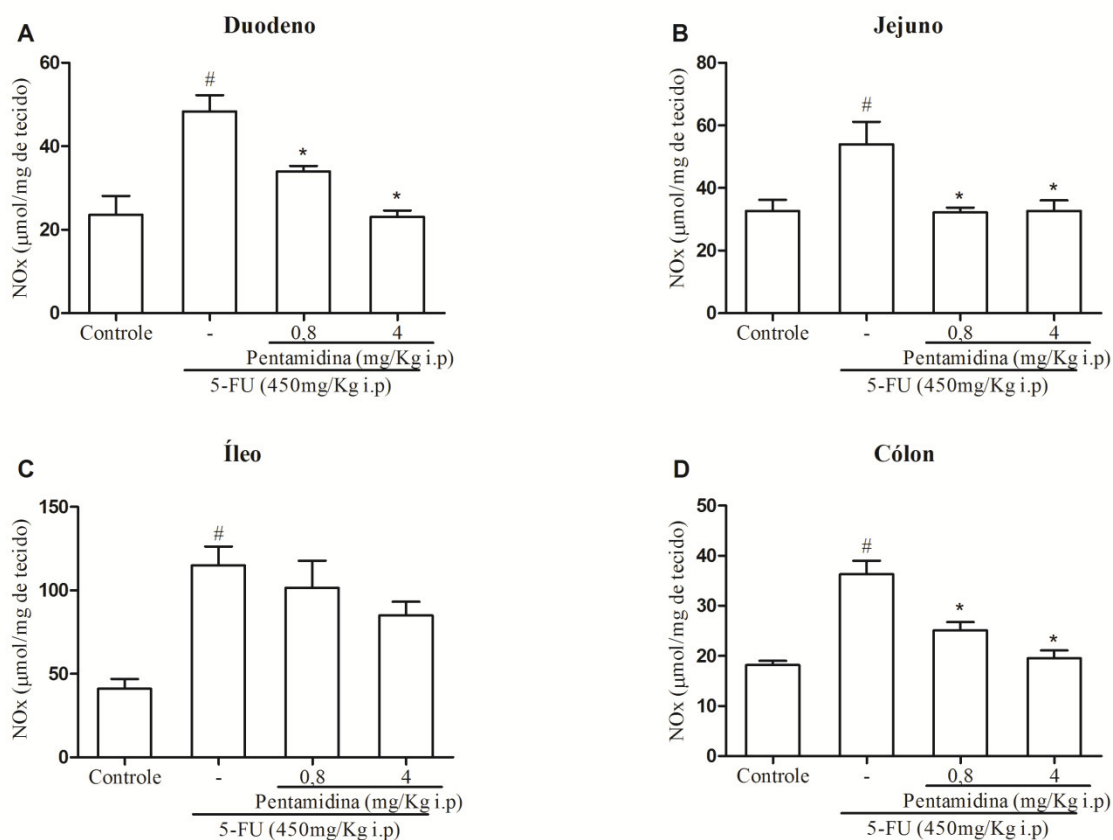 A
Duodeno
NOx (µmol/mg de tecido)
60
40
20
0
#
*
*
Controle
-
0,8
4
Pentamidina (mg/Kg i.p)
5-FU (450mg/Kg i.p)
B
Jejuno
NOx (µmol/mg de tecido)
80
60
40
20
0
#
*
*
Controle
-
0,8
4
Pentamidina (mg/Kg i.p)
5-FU (450mg/Kg i.p)
C
Íleo
NOx (µmol/mg de tecido)
150
100
50
0
#
Controle
-
0,8
4
Pentamidina (mg/Kg i.p)
5-FU (450mg/Kg i.p)
D
Cólon
NOx (µmol/mg de tecido)
50
40
30
20
10
0
#
*
*
Controle
-
0,8
4
Pentamidina (mg/Kg i.p)
5-FU (450mg/Kg i.p)